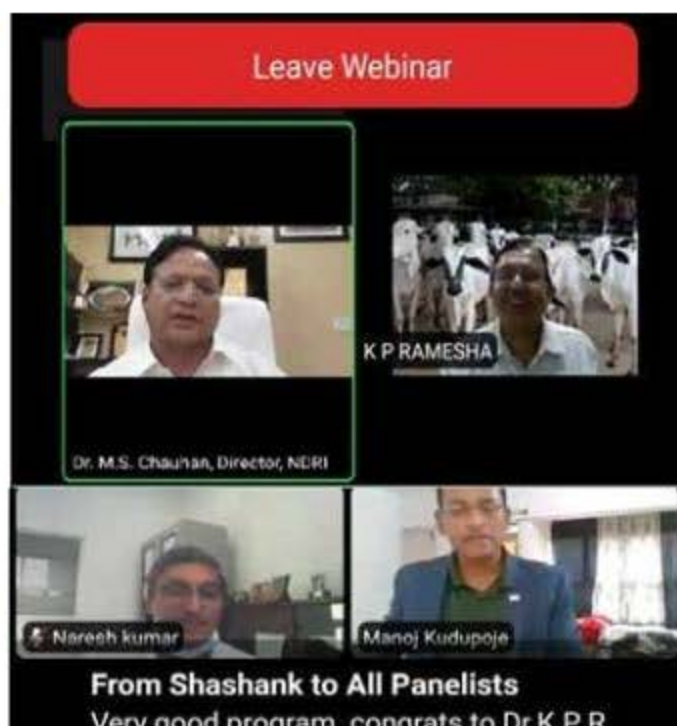 Leave Webinar
K P RAMESHA
Dr. M.S. Chauhan, Director, NDRI
Naresh kumar
Manoj Kudupoje
From Shashank to All Panelists
Very good program, congrats to Dr K P R